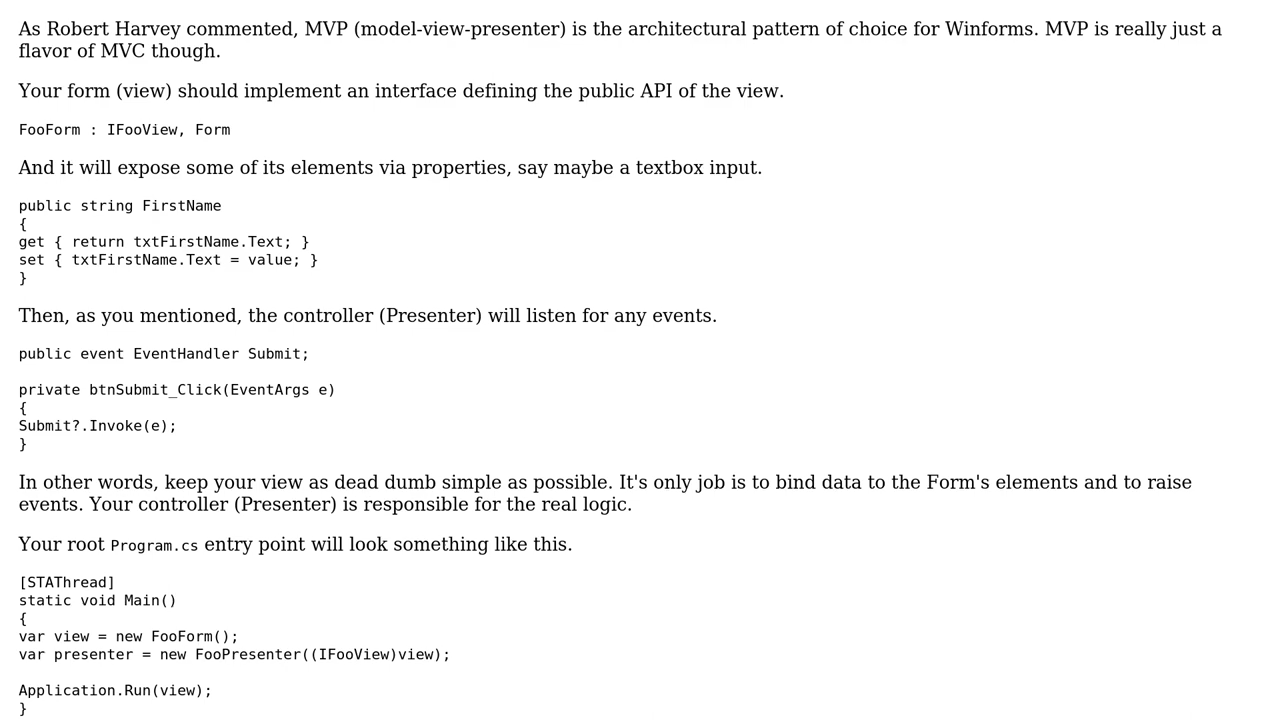 As Robert Harvey commented, MVP (model-view-presenter) is the architectural pattern of choice for Winforms. MVP is really just a
flavor of MVC though.
Your form (view) should implement an interface defining the public API of the view.
FooForm : IFooView, Form
And it will expose some of its elements via properties, say maybe a textbox input.
public string FirstName
{
get { return txtFirstName.Text; }
set { txtFirstName.Text = value; }
}
Then, as you mentioned, the controller (Presenter) will listen for any events.
public event EventHandler Submit;
private btnSubmit_Click(EventArgs e)
{
Submit?.Invoke(e);
}
In other words, keep your view as dead dumb simple as possible. It's only job is to bind data to the Form's elements and to raise
events. Your controller (Presenter) is responsible for the real logic.
Your root Program.cs entry point will look something like this.
[STAThread]
static void Main()
{
var view = new FooForm();
var presenter = new FooPresenter((IFooView)view);
Application.Run(view);
}